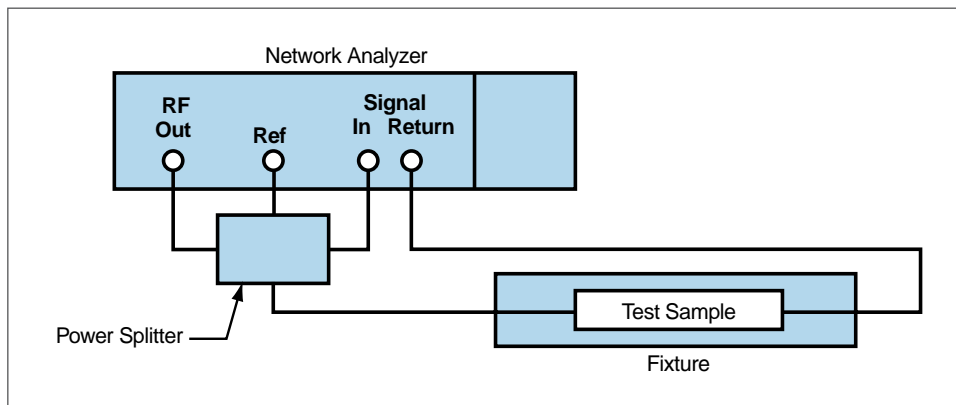 Network Analyzer
RF
Out
Ref
Signal
In Return
Power Splitter
Test Sample
Fixture